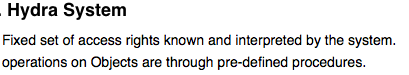 . Hydra System
Fixed set of access rights known and interpreted by the system.
operations on Objects are through pre-defined procedures.